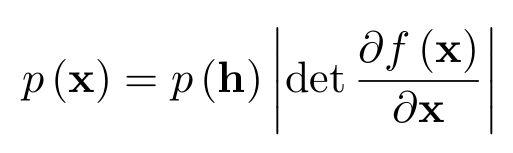 p (𝐱) = p (𝐡) |det ∂f (𝐱) / ∂𝐱|